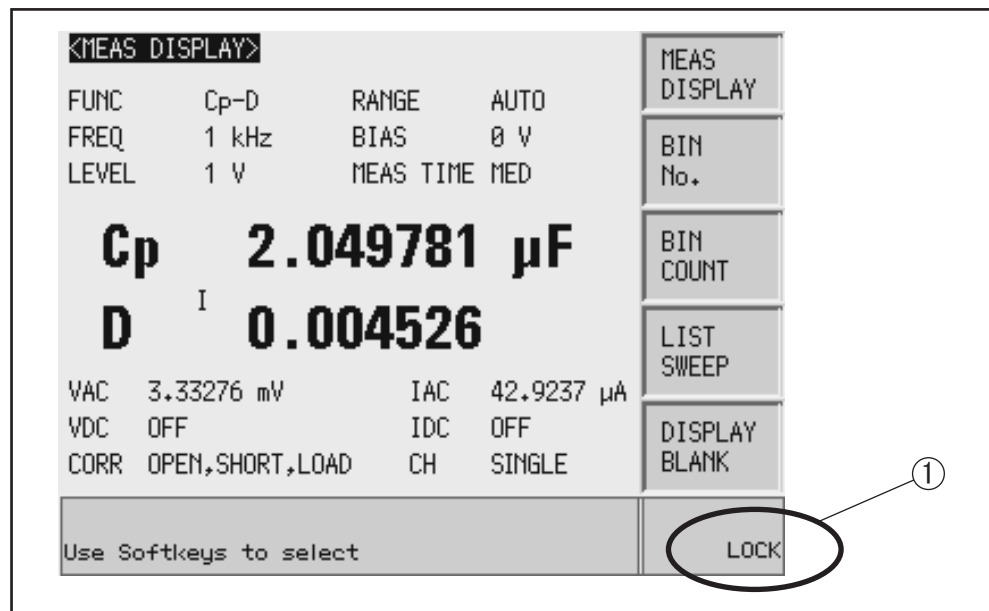 <MEAS DISPLAY>
FUNC Cp-D RANGE AUTO
FREQ 1 kHz BIAS 0 V
LEVEL 1 V MEAS TIME MED
Cp 2.049781 µF
D 0.004526
VAC 3.33276 mV IAC 42.9237 µA
VDC OFF IDC OFF
CORR OPEN,SHORT,LOAD CH SINGLE
Use Softkeys to select
MEAS
DISPLAY
BIN
No.
BIN
COUNT
LIST
SWEEP
DISPLAY
BLANK
LOCK
①